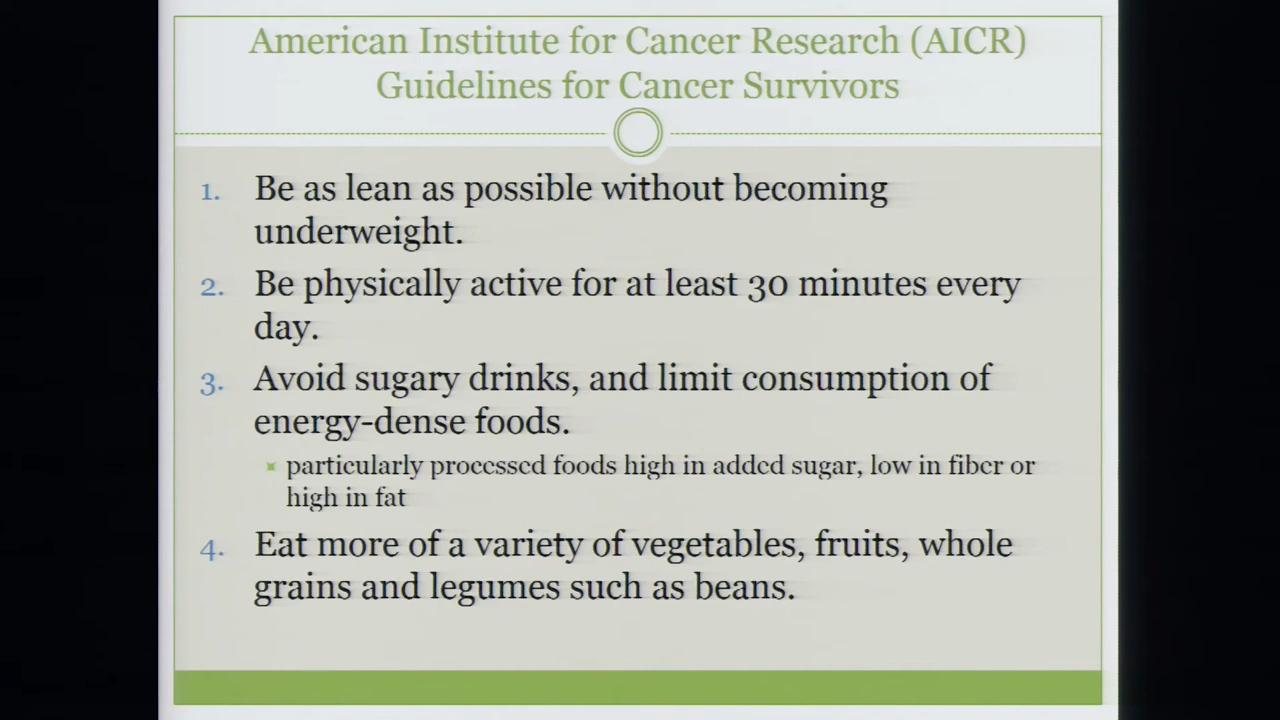 American Institute for Cancer Research (AICR)
Guidelines for Cancer Survivors
1. Be as lean as possible without becoming
underweight.
2. Be physically active for at least 30 minutes every
day.
3. Avoid sugary drinks, and limit consumption of
energy-dense foods.
particularly processed foods high in added sugar, low in fiber or
high in fat
4. Eat more of a variety of vegetables, fruits, whole
grains and legumes such as beans.